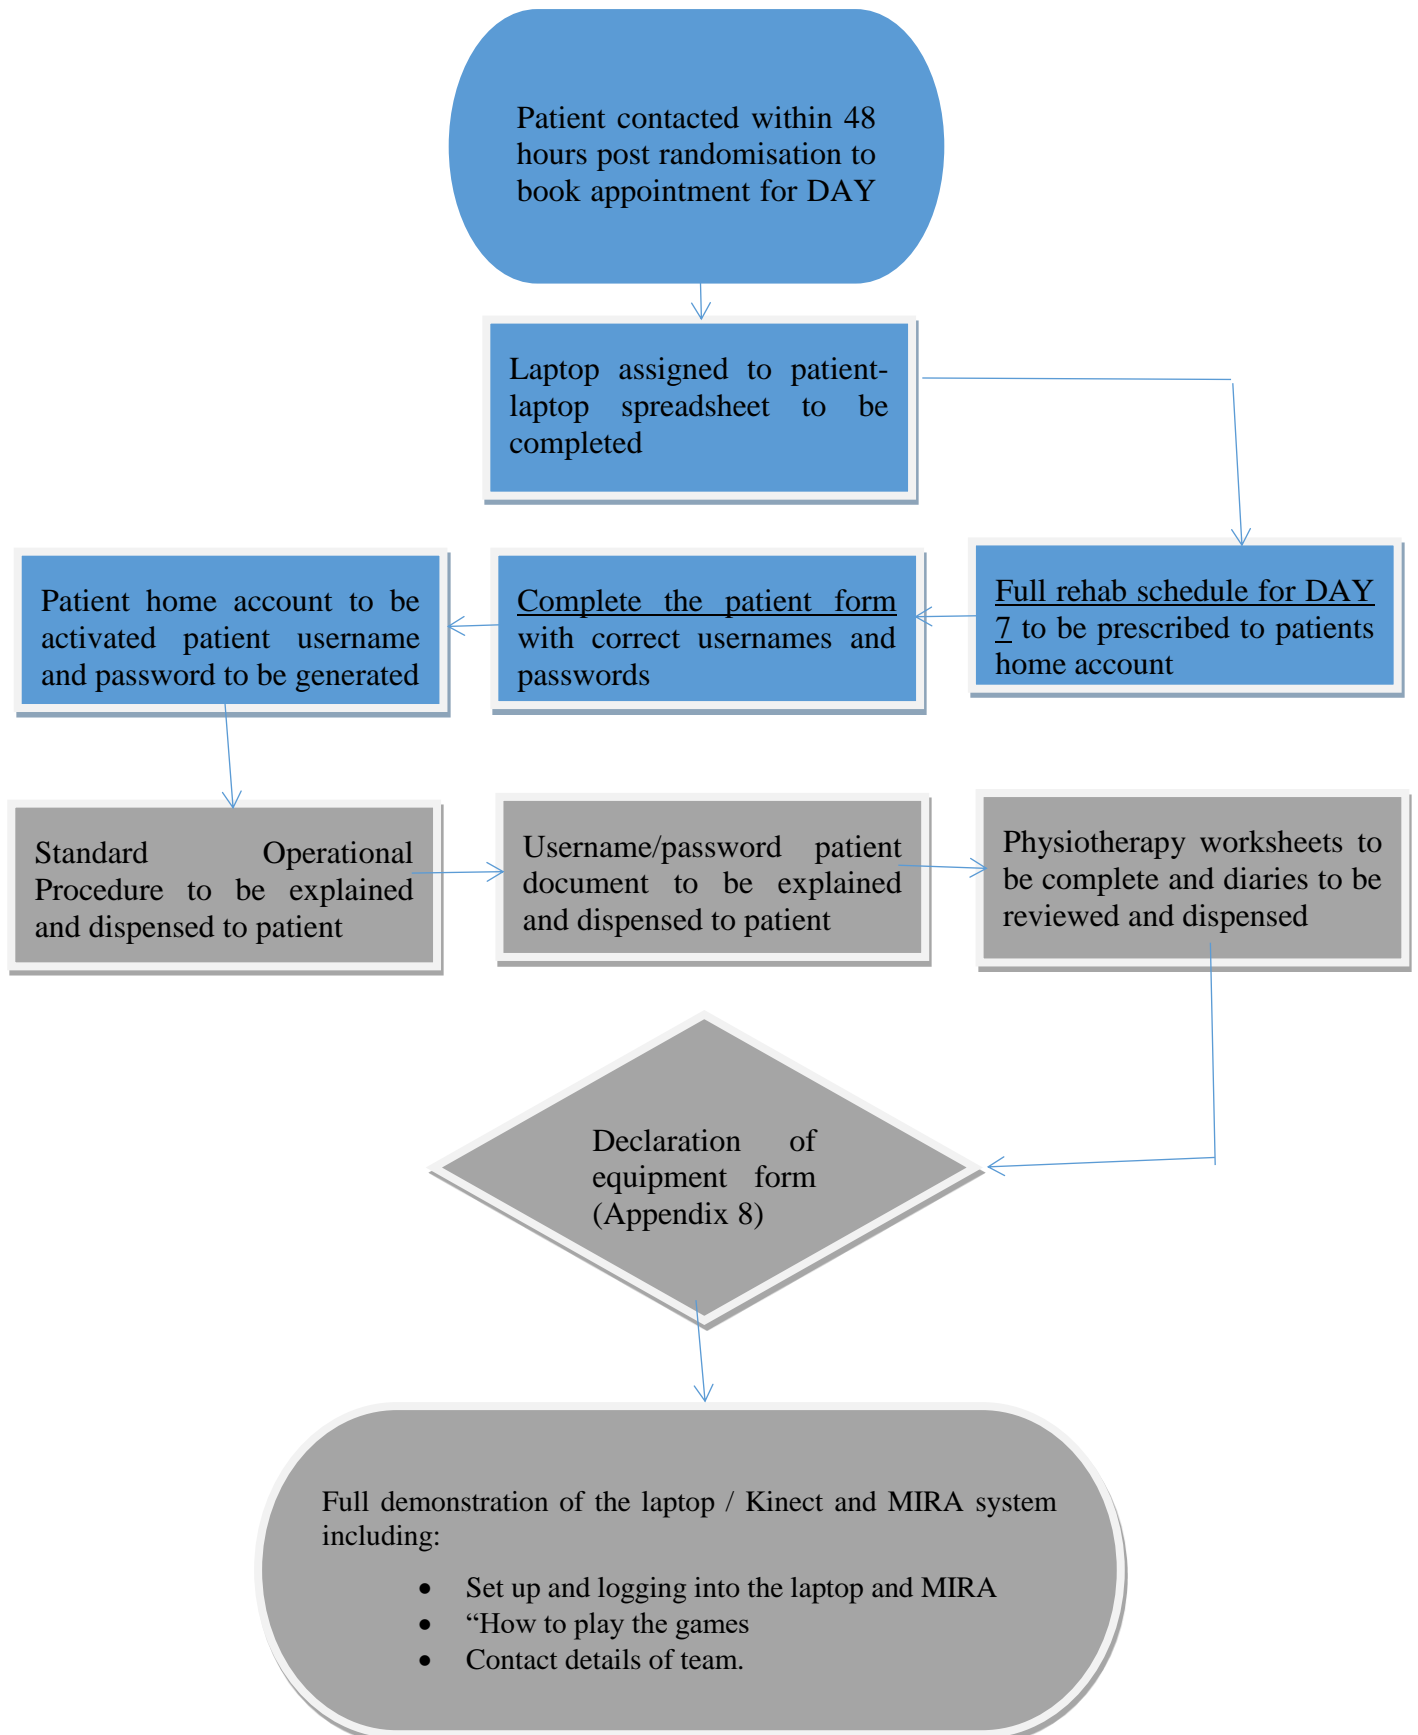 Patient contacted within 48
hours post randomisation to
book appointment for DAY
Laptop assigned to patient-
laptop spreadsheet to be
completed
Patient home account to be
activated patient username
and password to be generated
Complete the patient form
with correct usernames and
passwords
Full rehab schedule for DAY
7 to be prescribed to patients
home account
Standard Operational
Procedure to be explained
and dispensed to patient
Username/password patient
document to be explained
and dispensed to patient
Physiotherapy worksheets to
be complete and diaries to be
reviewed and dispensed
Declaration of
equipment form
(Appendix 8)
Full demonstration of the laptop / Kinect and MIRA system
including:
• Set up and logging into the laptop and MIRA
• “How to play the games
• Contact details of team.